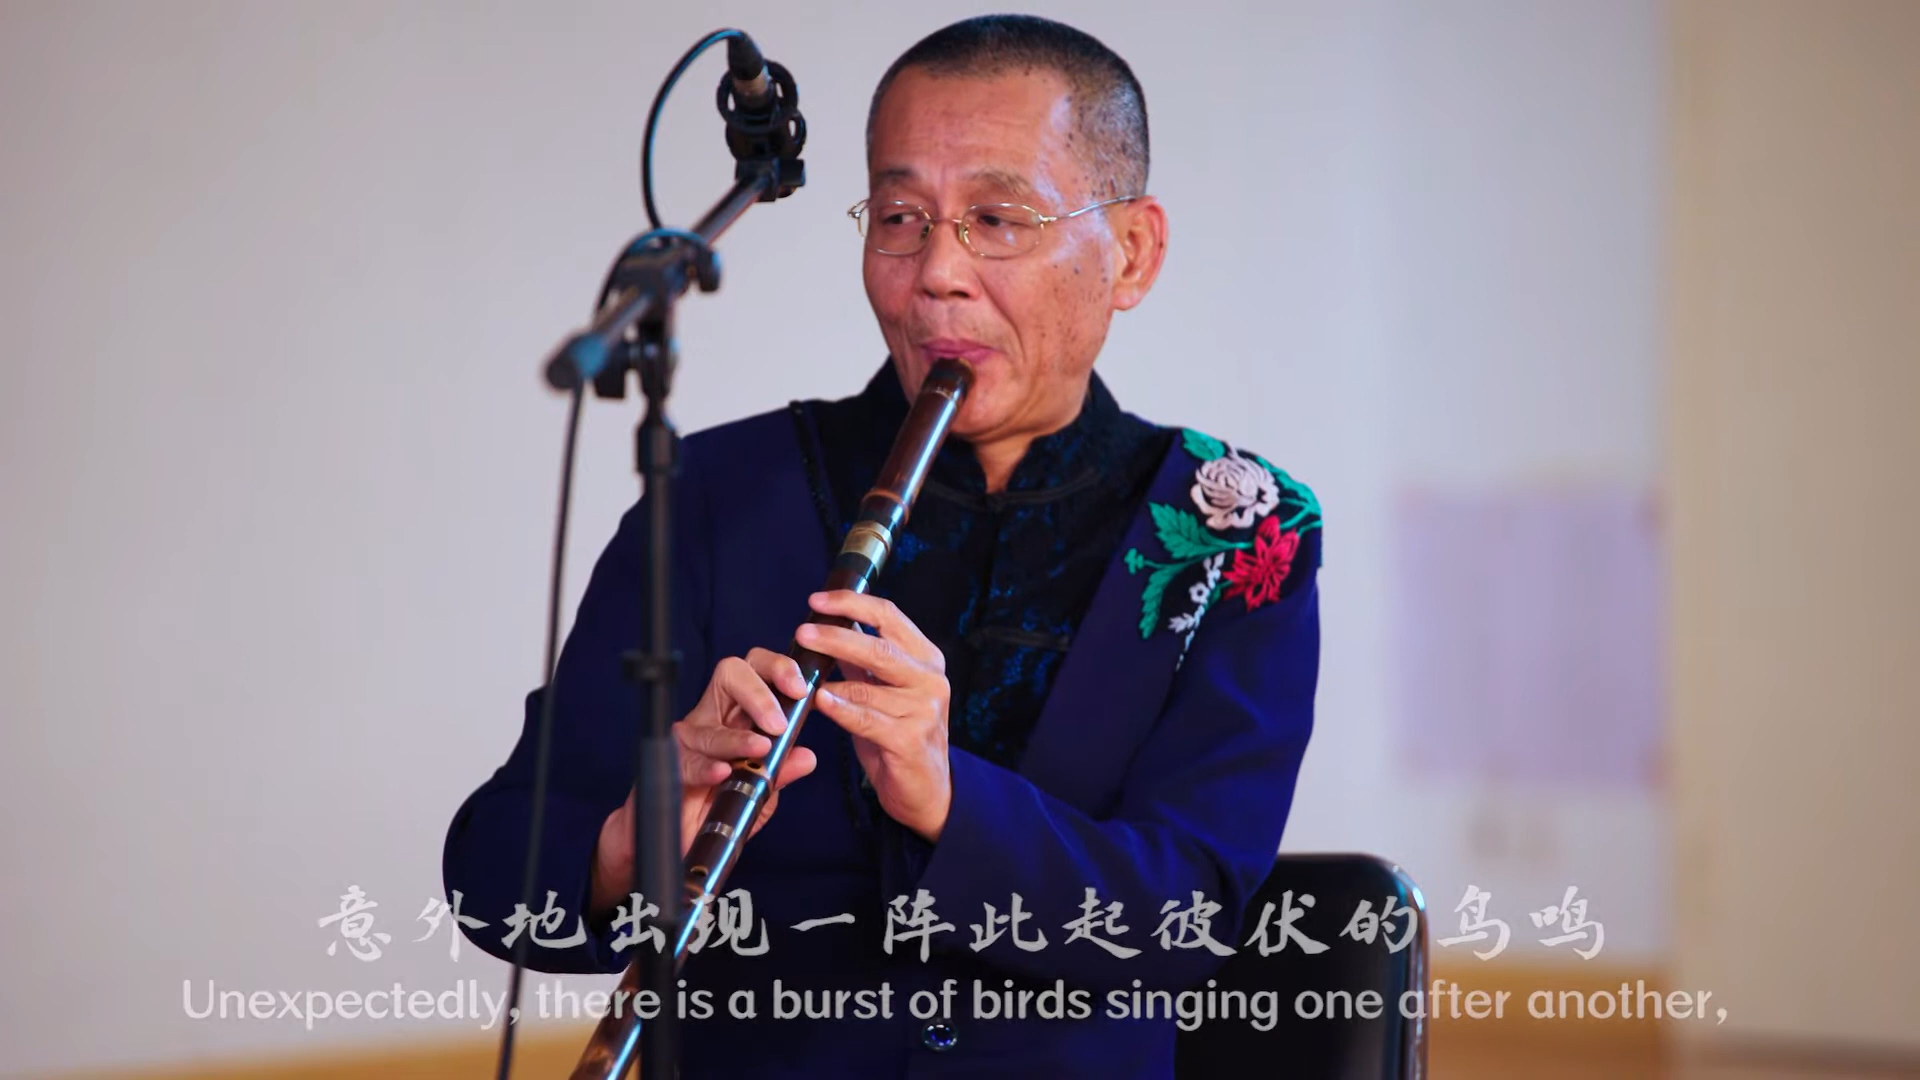 意外地出现一阵此起彼伏的鸟鸣
Unexpectedly, there is a burst of birds singing one after another,